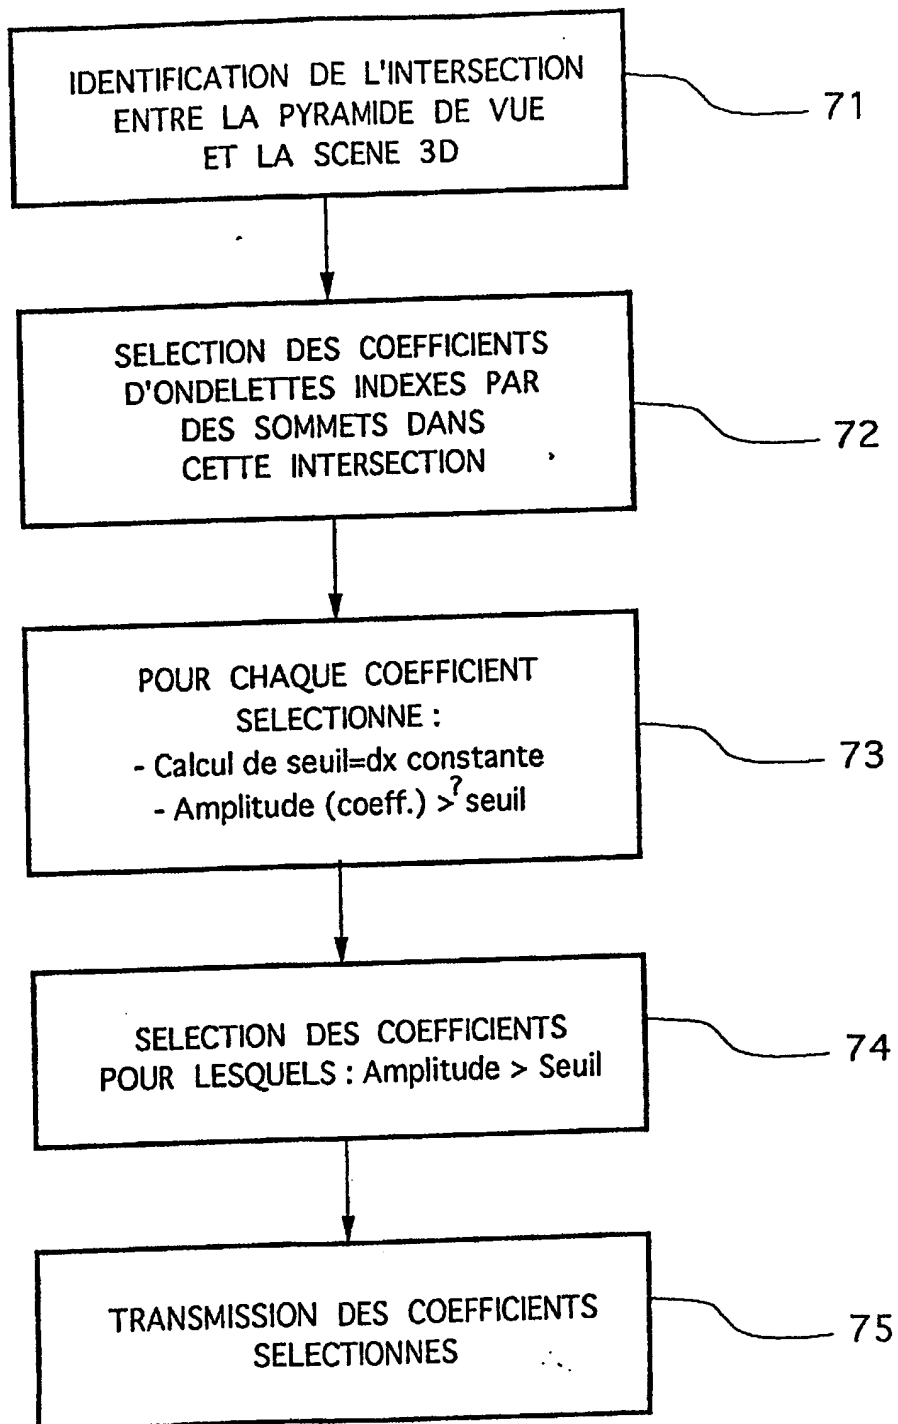 IDENTIFICATION DE L'INTERSECTION
ENTRE LA PYRAMIDE DE VUE
ET LA SCENE 3D
71
SELECTION DES COEFFICIENTS
D'ONDELETTES INDEXES PAR
DES SOMMETS DANS
CETTE INTERSECTION
72
POUR CHAQUE COEFFICIENT
SELECTIONNE :
- Calcul de seuil=dx constante
- Amplitude (coeff.) >? seuil
73
SELECTION DES COEFFICIENTS
POUR LESQUELS : Amplitude > Seuil
74
TRANSMISSION DES COEFFICIENTS
SELECTIONNES
75